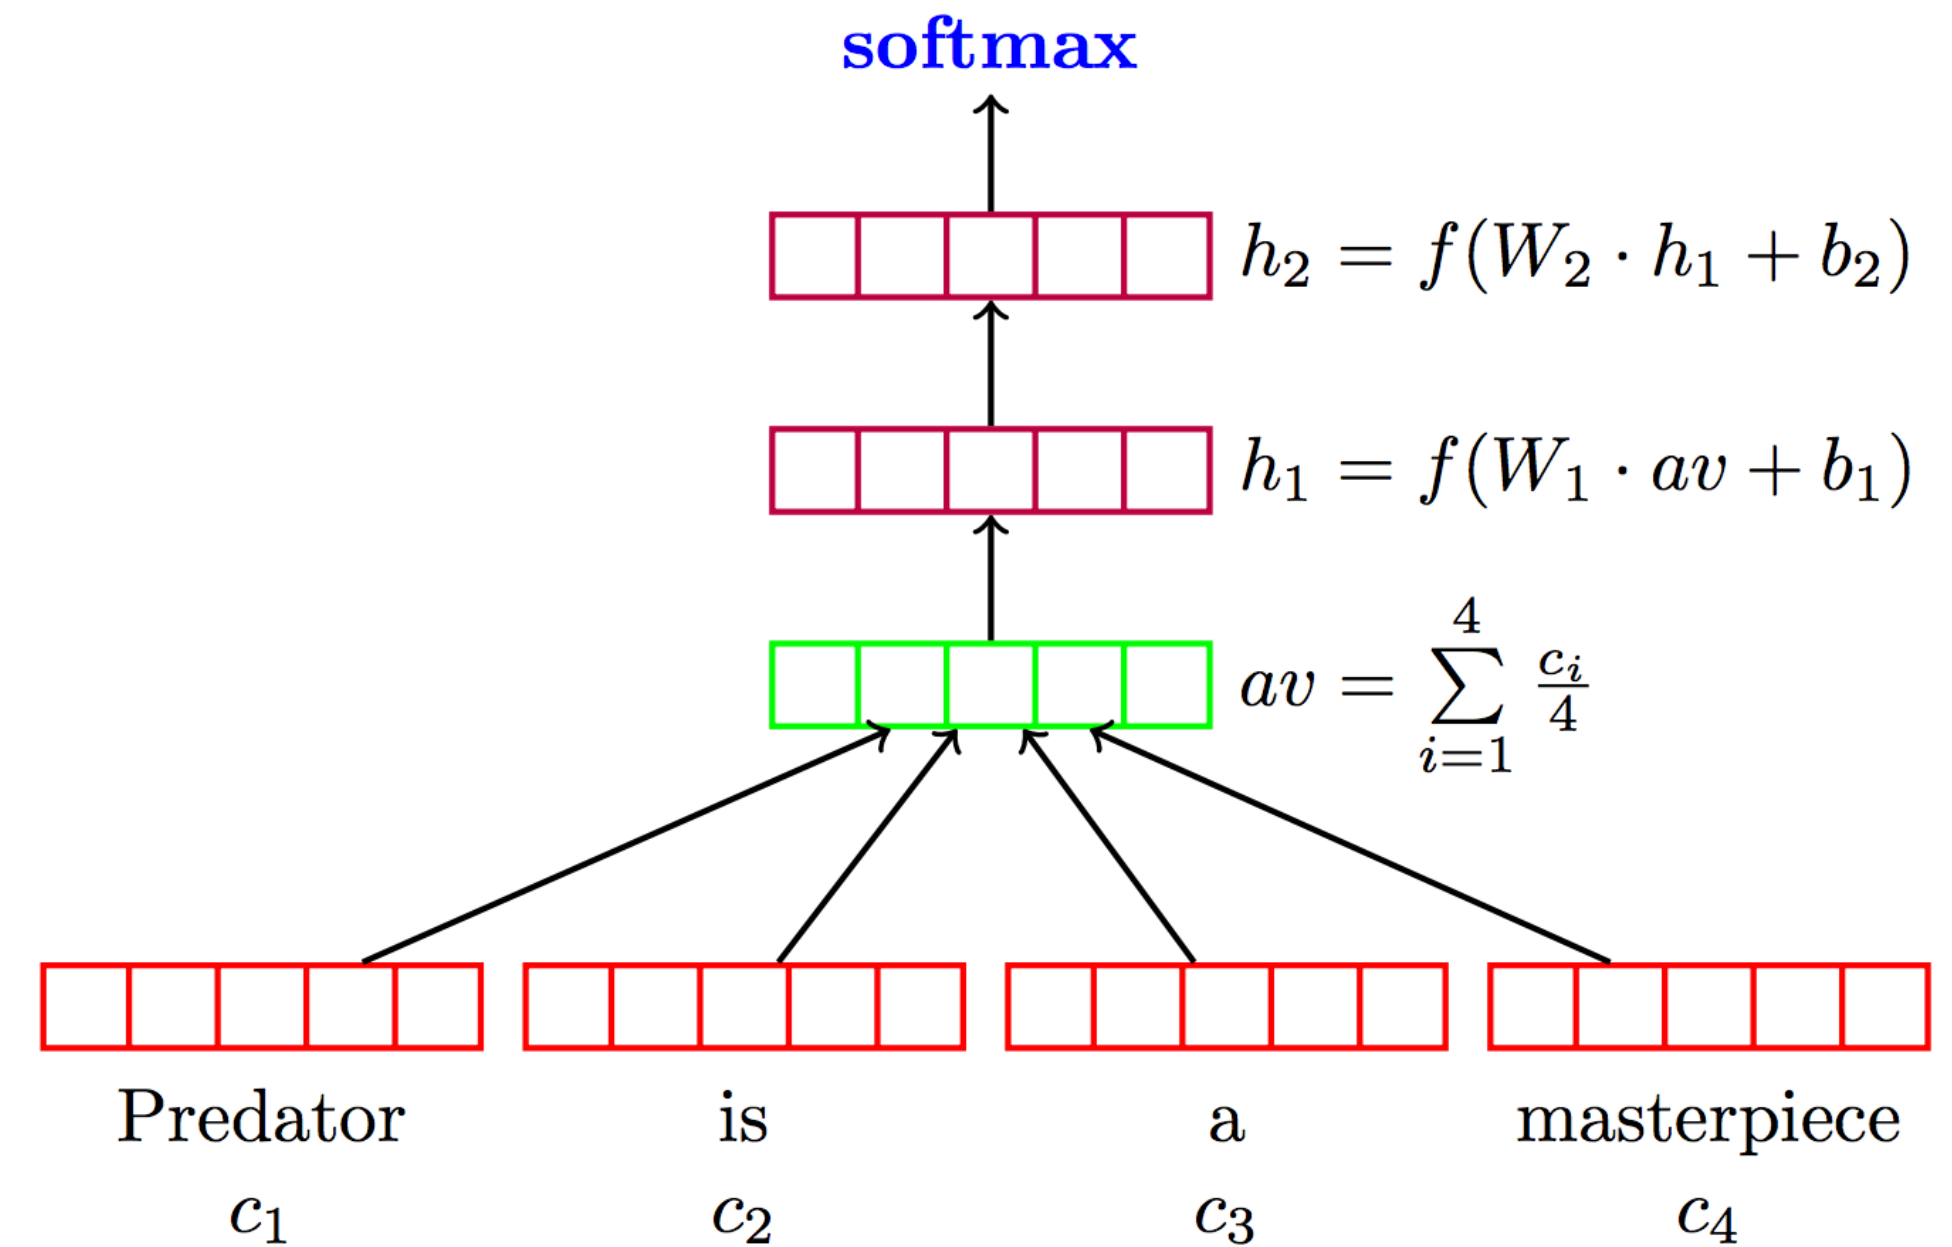 softmax
h₂ = f(W₂ · h₁ + b₂)
h₁ = f(W₁ · av + b₁)
av = ∑_{i=1}^{4} c_i/4
Predator is a masterpiece
c₁ c₂ c₃ c₄